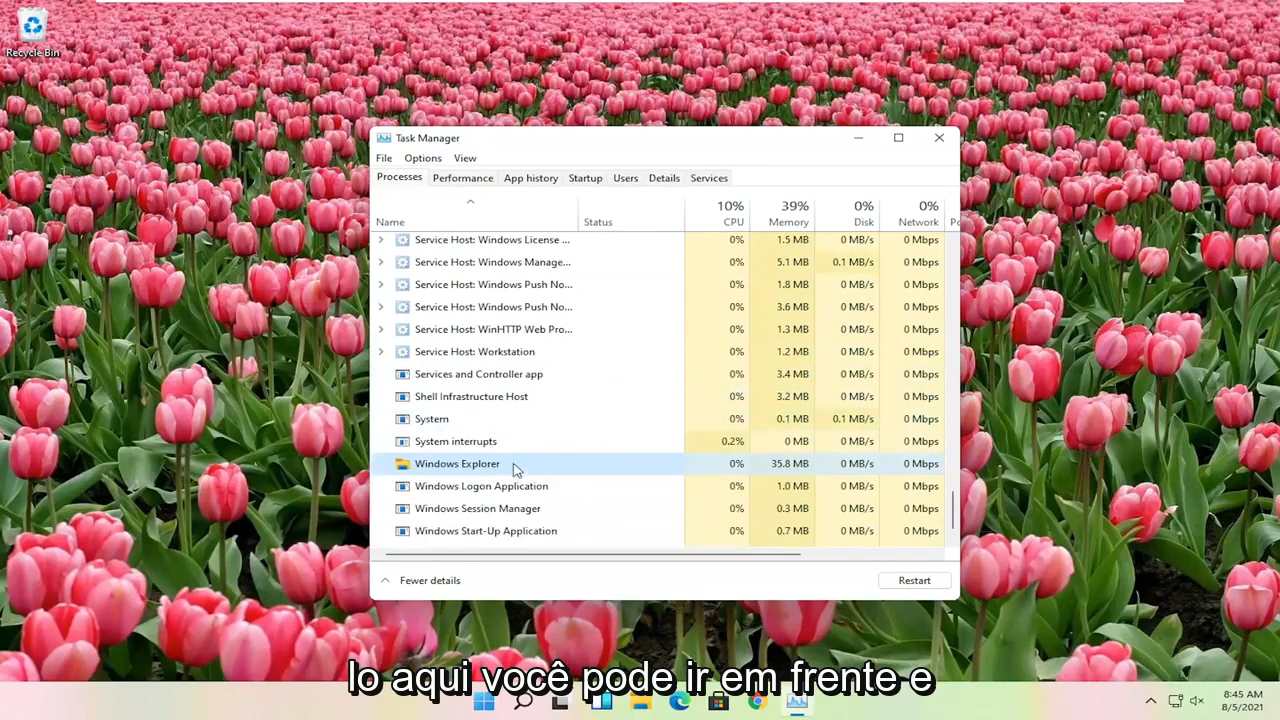 Recycle Bin
Task Manager
File Options View
Processes Performance App history Startup Users Details Services
10% 39% 0% 0%
Name Status CPU Memory Disk Network Po
Service Host: Windows License ... 0% 1.5 MB 0 MB/s 0 Mbps
Service Host: Windows Manage... 0% 5.1 MB 0.1 MB/s 0 Mbps
Service Host: Windows Push No... 0% 1.8 MB 0 MB/s 0 Mbps
Service Host: Windows Push No... 0% 3.6 MB 0 MB/s 0 Mbps
Service Host: WinHTTP Web Pro... 0% 1.3 MB 0 MB/s 0 Mbps
Service Host: Workstation 0% 1.2 MB 0 MB/s 0 Mbps
Services and Controller app 0% 3.4 MB 0 MB/s 0 Mbps
Shell Infrastructure Host 0% 3.2 MB 0 MB/s 0 Mbps
System 0% 0.1 MB 0.1 MB/s 0 Mbps
System interrupts 0.2% 0 MB 0 MB/s 0 Mbps
Windows Explorer 0% 35.8 MB 0 MB/s 0 Mbps
Windows Logon Application 0% 1.0 MB 0 MB/s 0 Mbps
Windows Session Manager 0% 0.3 MB 0 MB/s 0 Mbps
Windows Start-Up Application 0% 0.7 MB 0 MB/s 0 Mbps
Fewer details Restart
lo aqui você pode ir em frente e
8:45 AM
8/5/2021